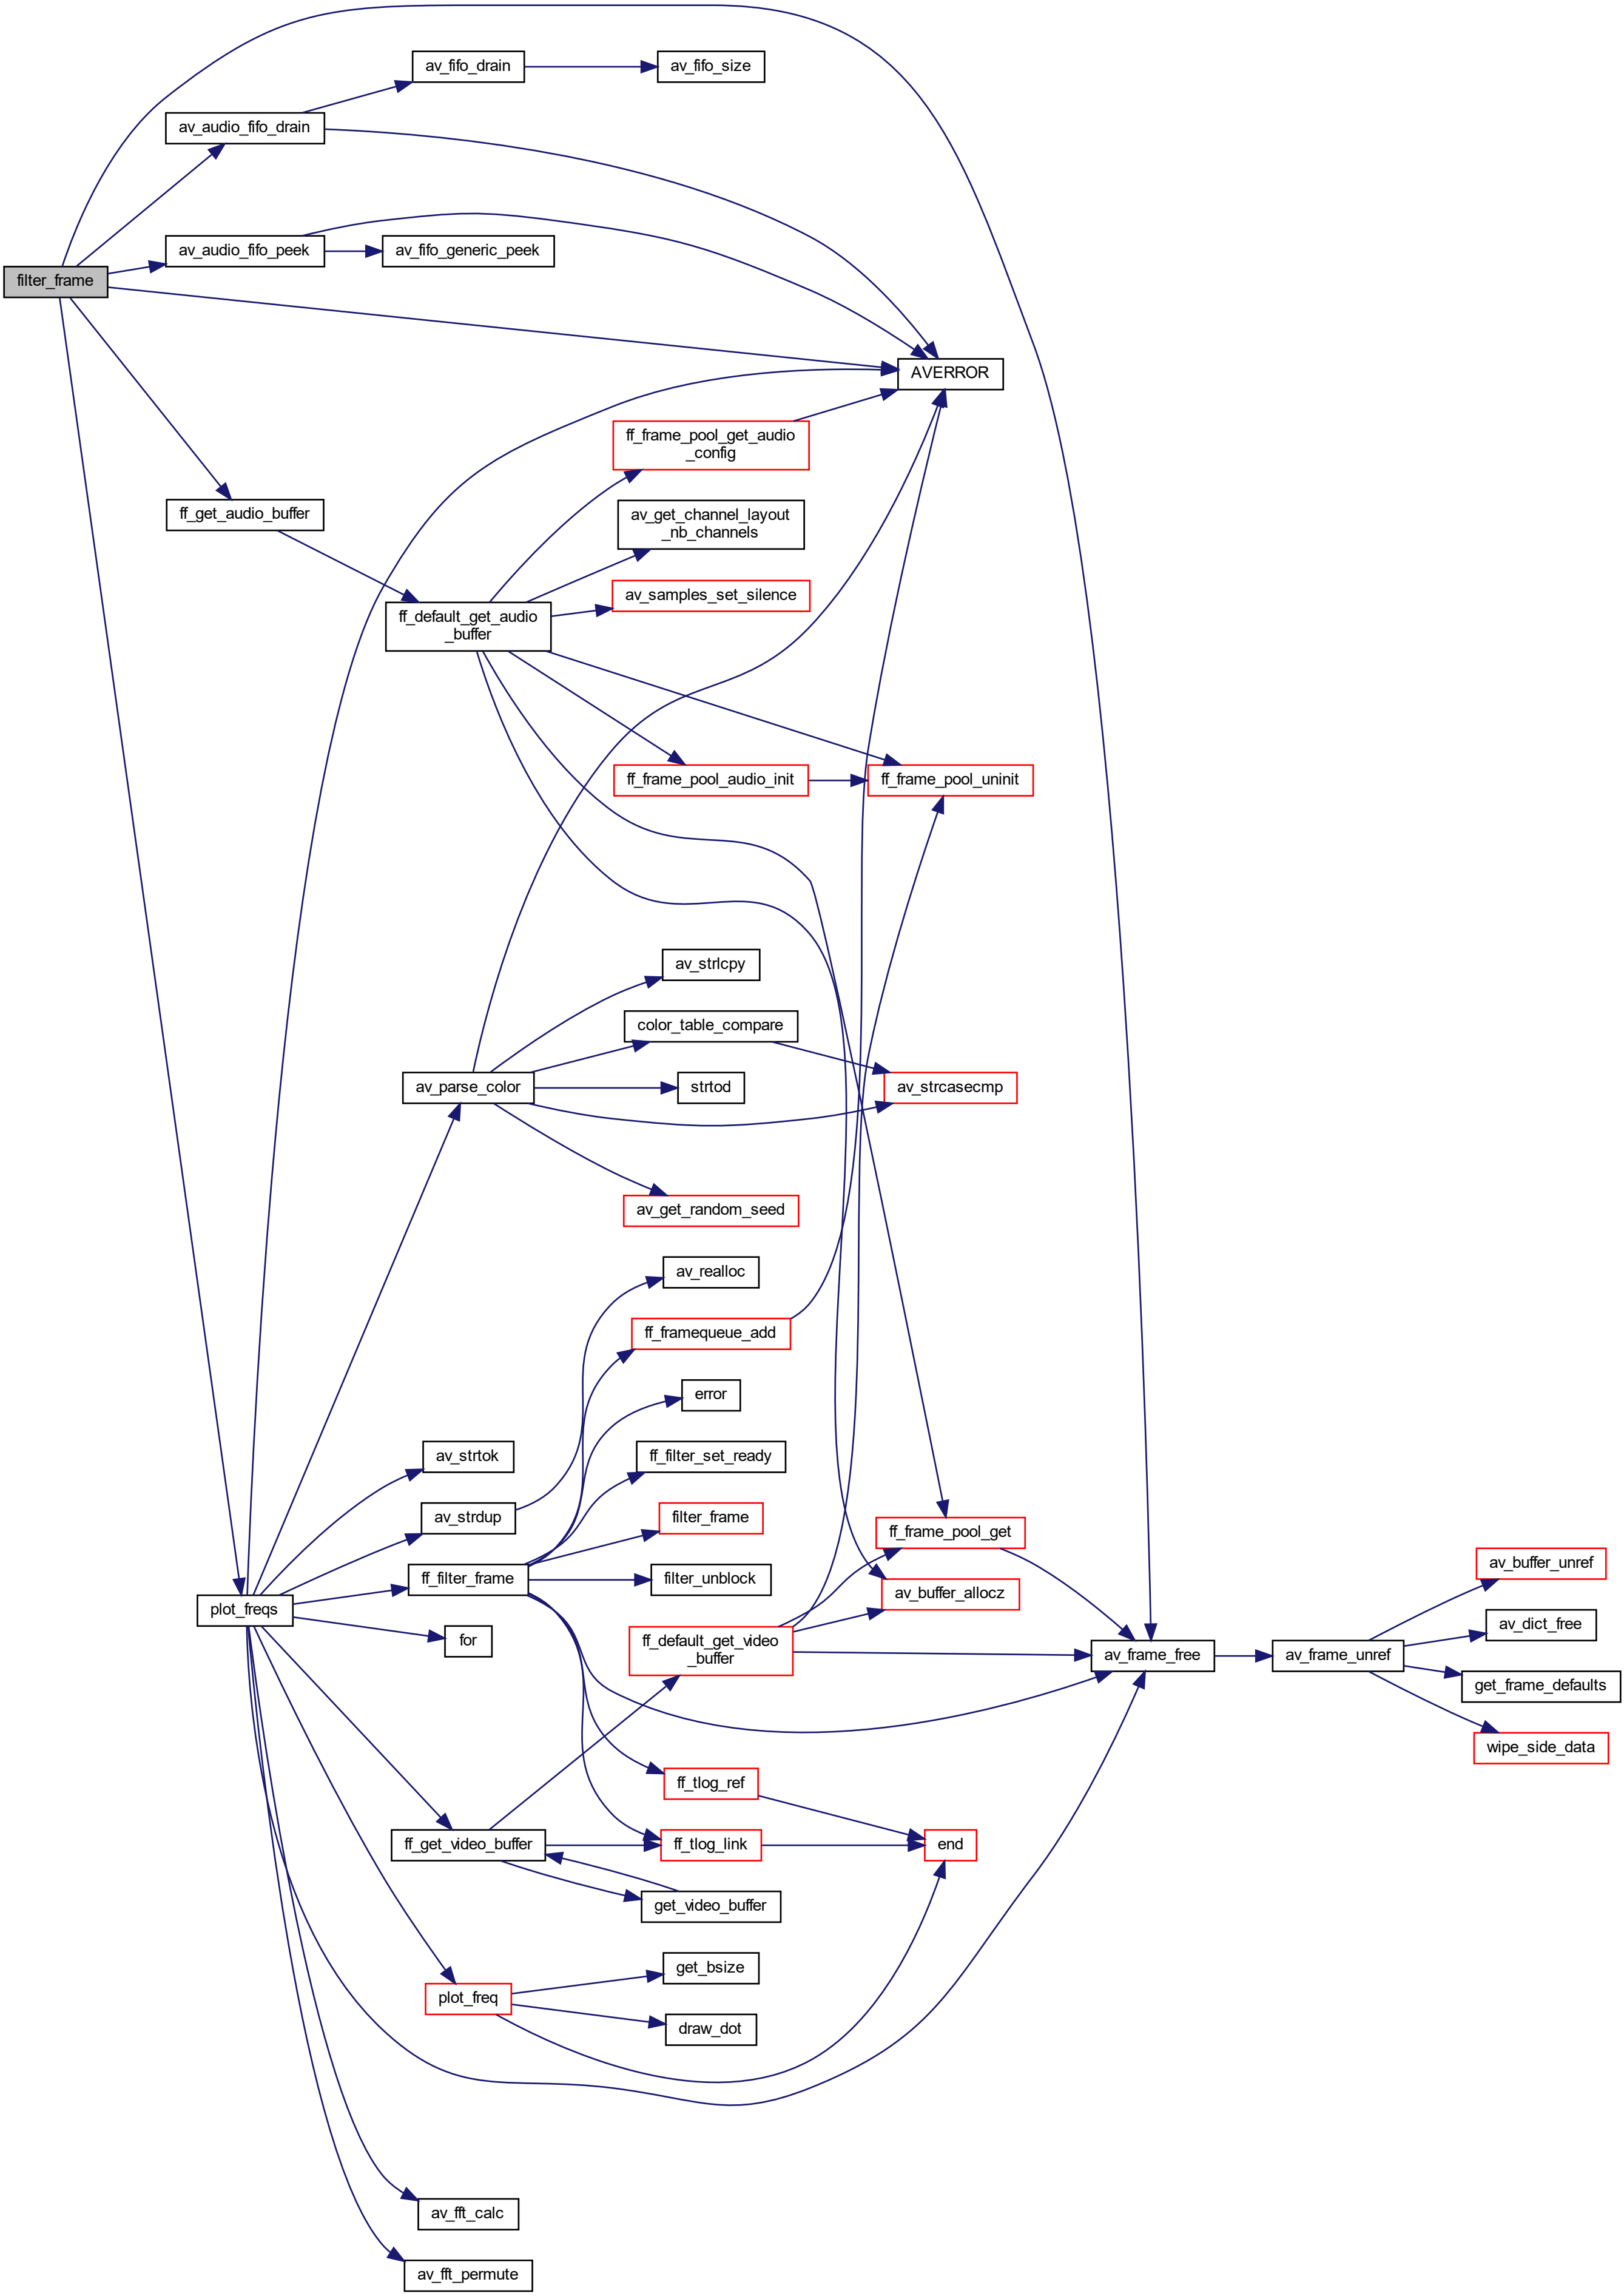 av_fifo_drain
av_fifo_size
av_audio_fifo_drain
av_audio_fifo_peek
av_fifo_generic_peek
filter_frame
AVERROR
ff_frame_pool_get_audio
_config
ff_get_audio_buffer
av_get_channel_layout
_nb_channels
av_samples_set_silence
ff_default_get_audio
_buffer
ff_frame_pool_audio_init
ff_frame_pool_uninit
av_strlcpy
color_table_compare
av_parse_color
strtod
av_strcasecmp
av_get_random_seed
av_realloc
ff_framequeue_add
error
av_strtok
ff_filter_set_ready
av_strdup
filter_frame
ff_frame_pool_get
ff_filter_frame
filter_unblock
av_buffer_allocz
av_buffer_unref
plot_freqs
for
ff_default_get_video
_buffer
av_frame_free
av_frame_unref
av_dict_free
get_frame_defaults
wipe_side_data
ff_tlog_ref
ff_get_video_buffer
ff_tlog_link
end
get_video_buffer
get_bsize
plot_freq
draw_dot
av_fft_calc
av_fft_permute